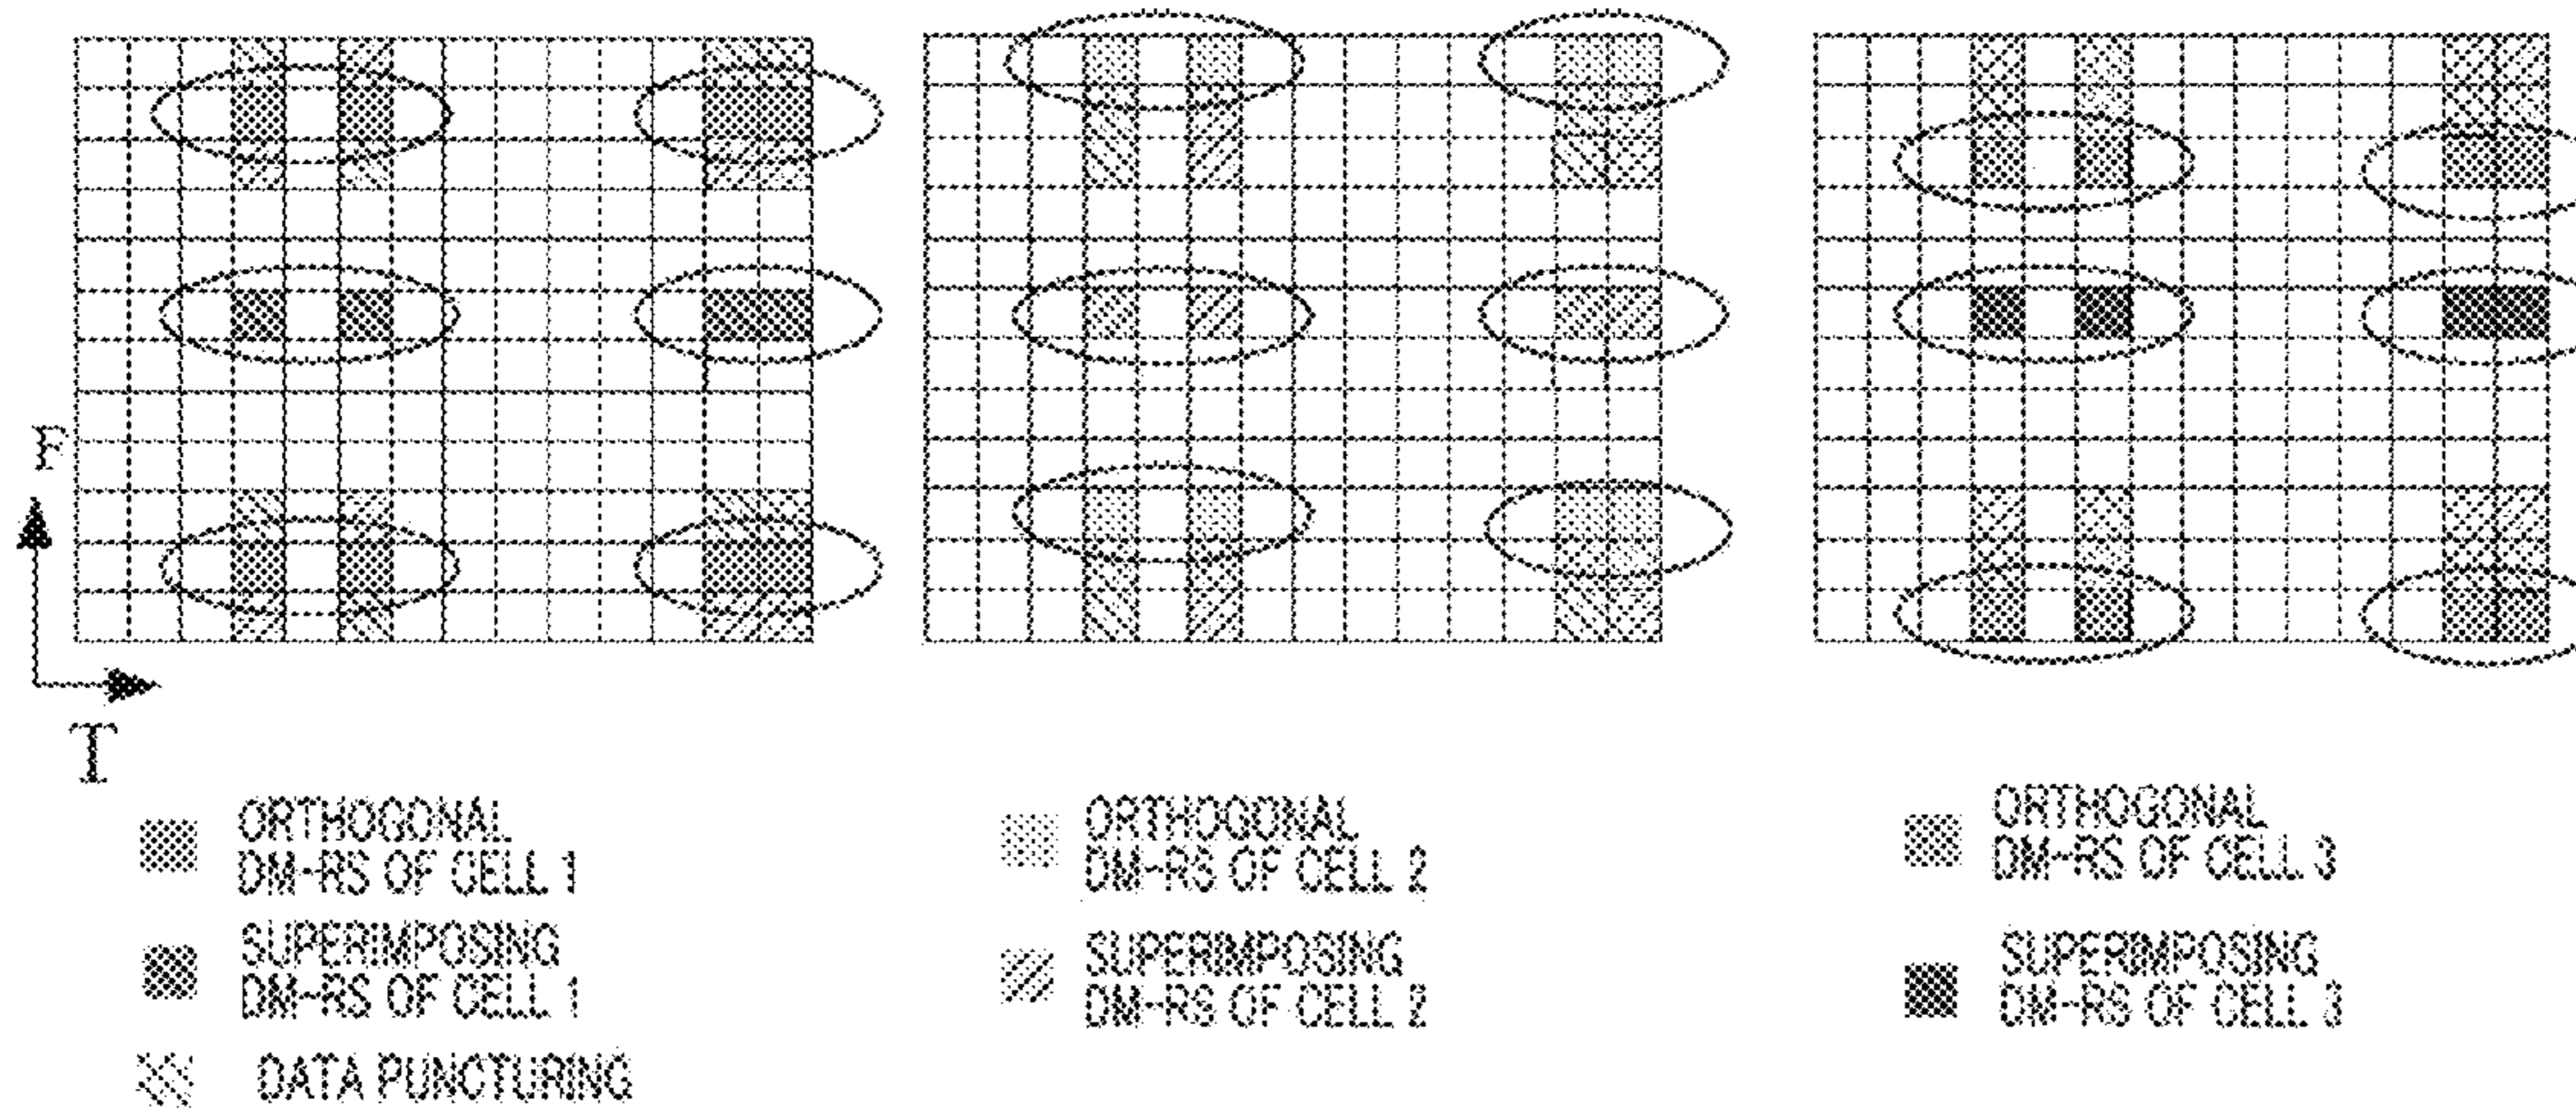 F
T
ORTHOGONAL
DM-RS OF CELL 1
SUPERIMPOSING
DM-RS OF CELL 1
DATA PUNCTURING
ORTHOGONAL
DM-RS OF CELL 2
SUPERIMPOSING
DM-RS OF CELL 2
ORTHOGONAL
DM-RS OF CELL 3
SUPERIMPOSING
DM-RS OF CELL 3